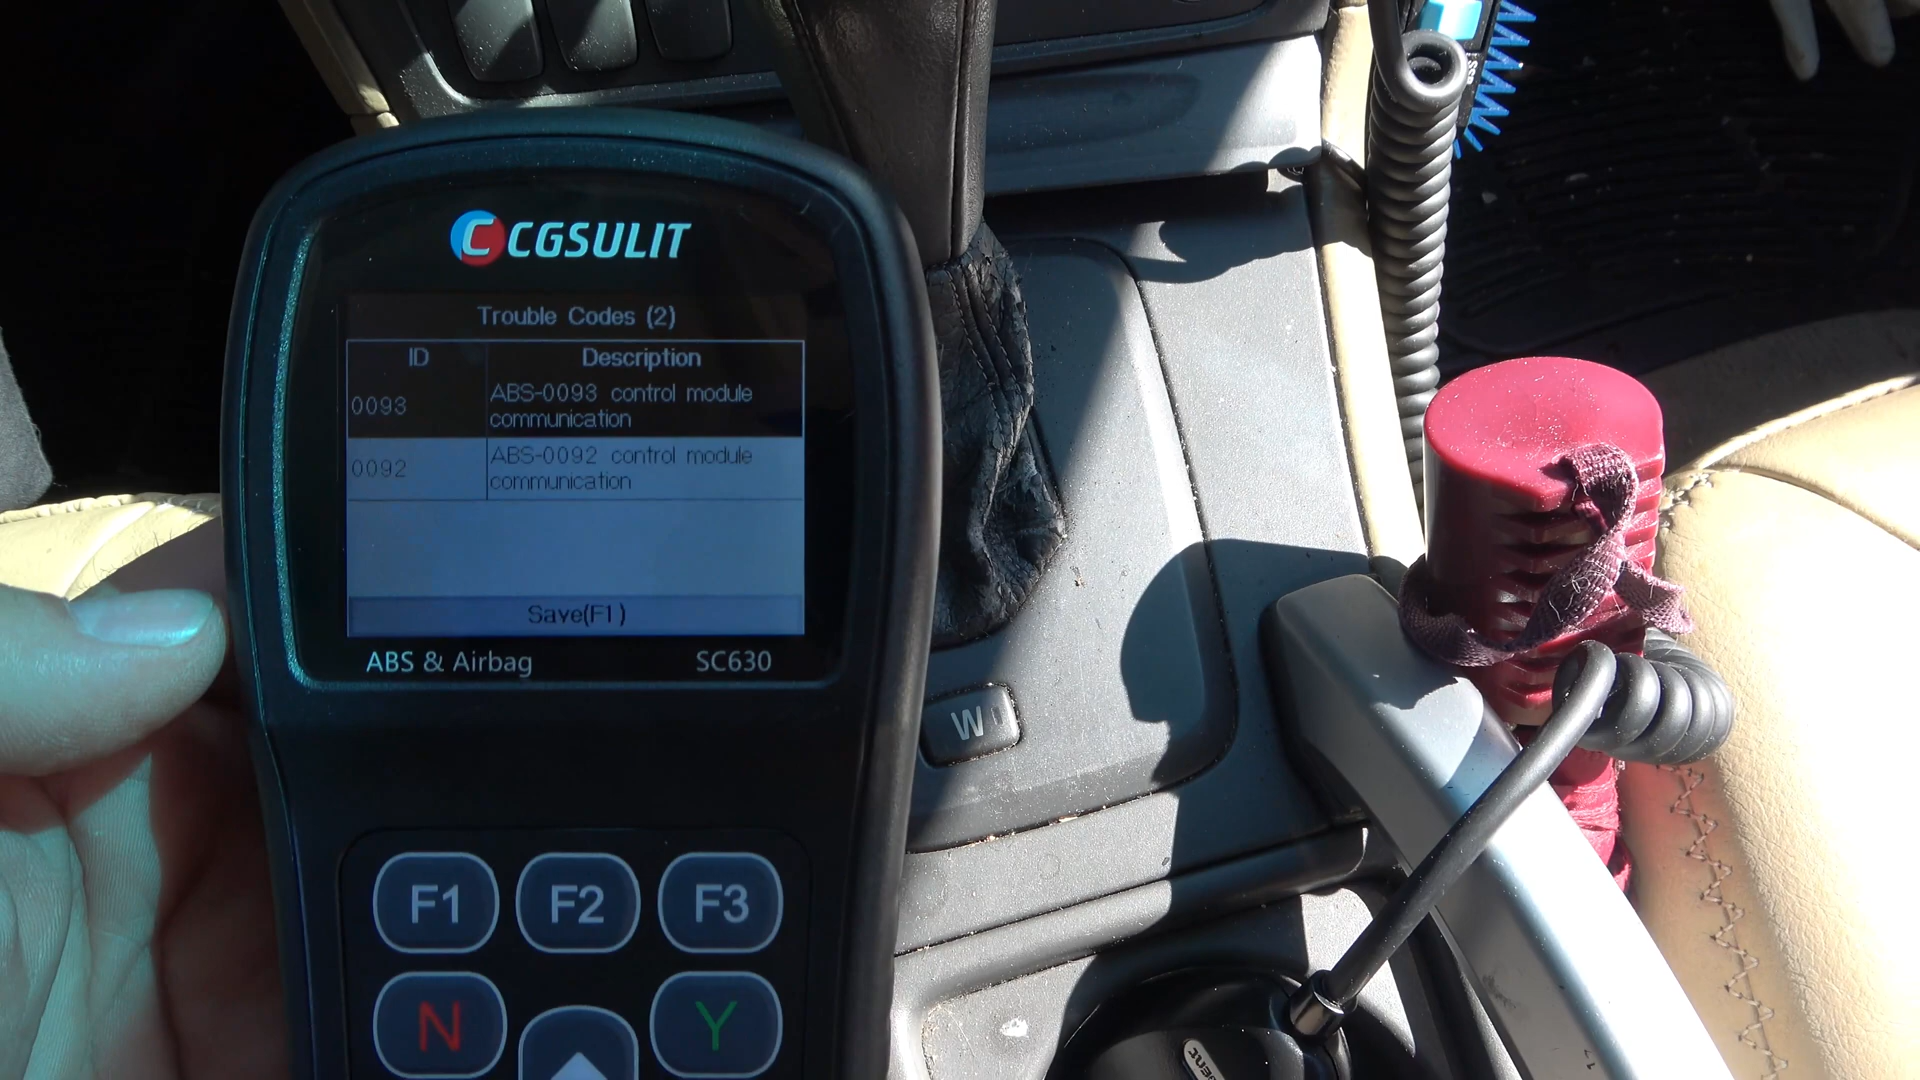 CGSULIT
Trouble Codes (2)
ID Description
0093 ABS-0093 control module
communication
0092 ABS-0092 control module
communication
Save(F1)
ABS & Airbag SC630
W
F1 F2 F3
N Y